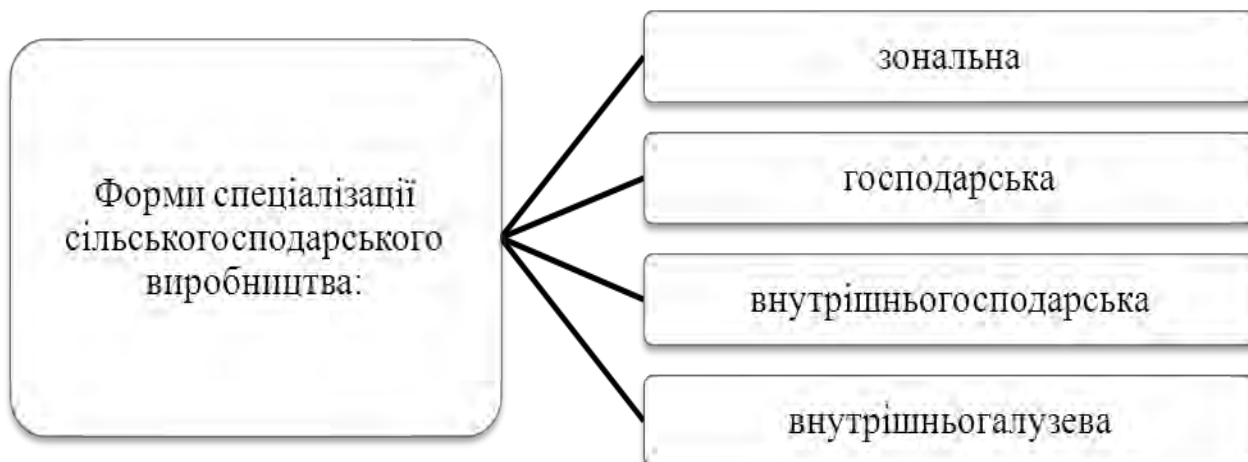 Форми спеціалізації
сільськогосподарського
виробництва:
зональна
господарська
внутрішньогосподарська
внутрішньогалузева